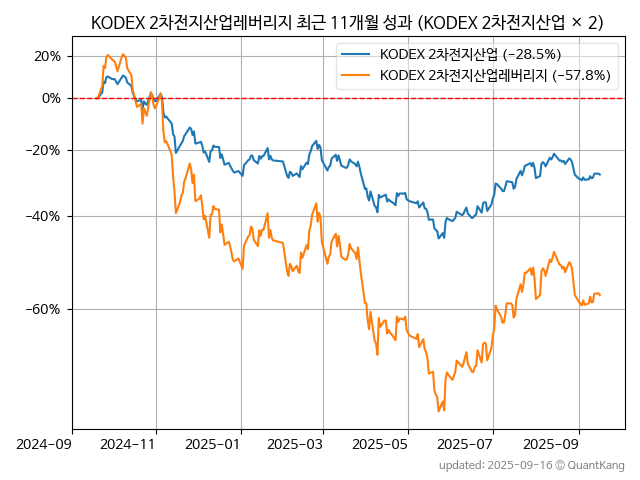 KODEX 2차전지산업레버리지 최근 11개월 성과 (KODEX 2차전지산업 × 2)
KODEX 2차전지산업 (−28.5%)
KODEX 2차전지산업레버리지 (−57.8%)
20%
0%
−20%
−40%
−60%
2024−09 2024−11 2025−01 2025−03 2025−05 2025−07 2025−09
updated: 2025−09−16 © QuantKang